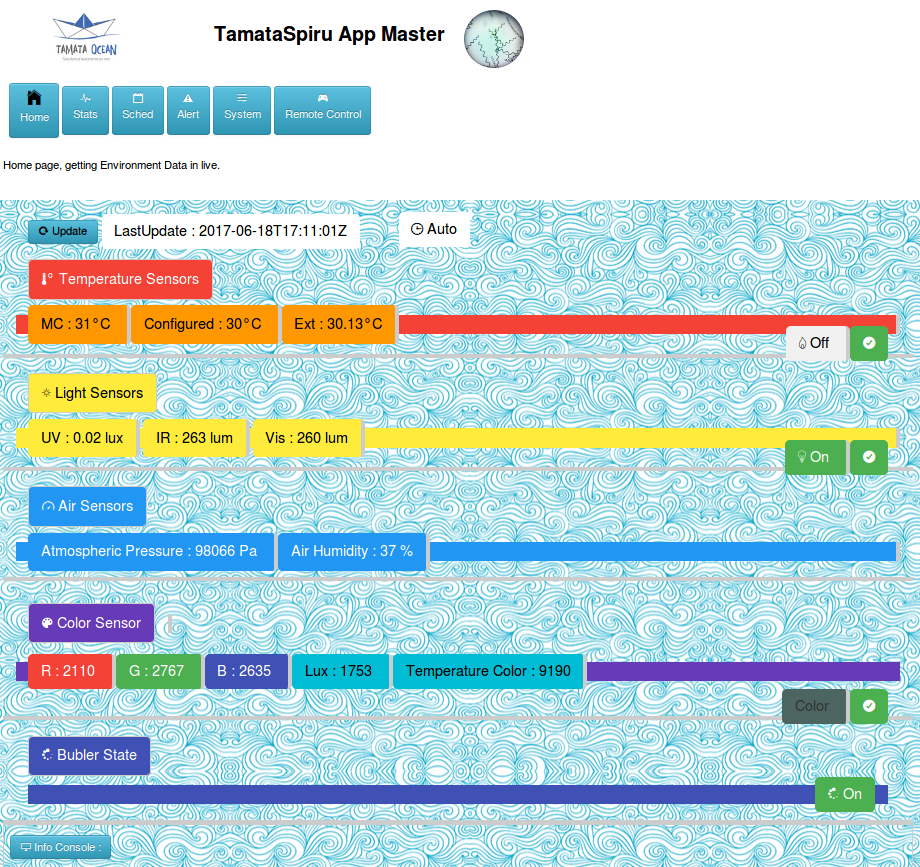 TAMATA OCEAN
TamataSpiru App Master
Home
Stats
Sched
Alert
System
Remote Control
Home page, getting Environment Data in live.
Update
LastUpdate : 2017-06-18T17:11:01Z
Auto
Temperature Sensors
MC : 31°C
Configured : 30°C
Ext : 30.13°C
Off
Light Sensors
UV : 0.02 lux
IR : 263 lum
Vis : 260 lum
On
Air Sensors
Atmospheric Pressure : 98066 Pa
Air Humidity : 37 %
Color Sensor
R : 2110
G : 2767
B : 2635
Lux : 1753
Temperature Color : 9190
Color
Bubler State
On
Info Console :